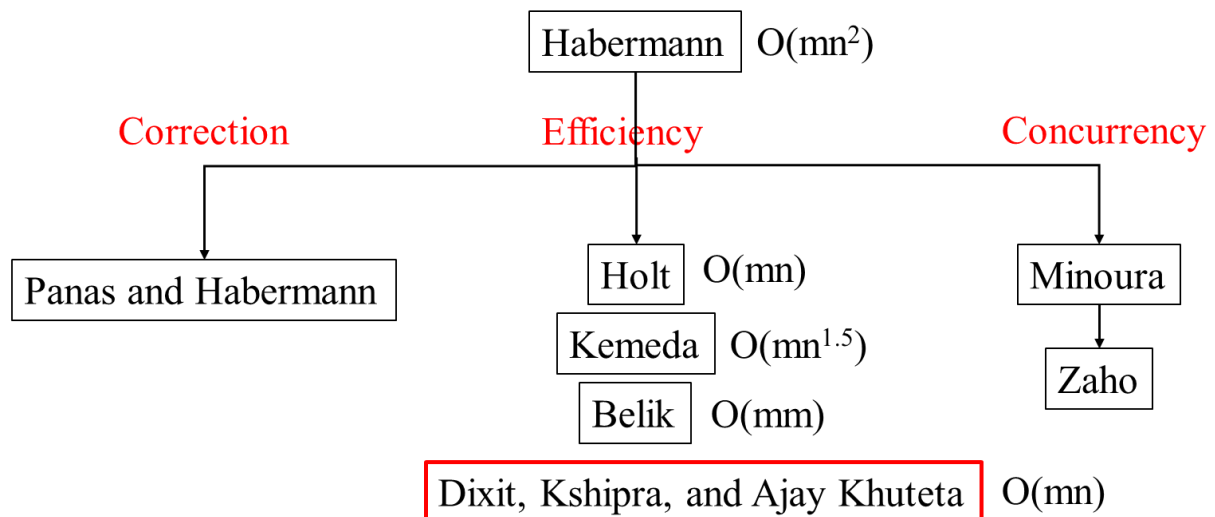 Habermann O(mn²)
Correction Efficiency Concurrency
Panas and Habermann
Holt O(mn)
Kemeda O(mn¹·⁵)
Belik O(mm)
Dixit, Kshipra, and Ajay Khuteta O(mn)
Minoura
Zaho